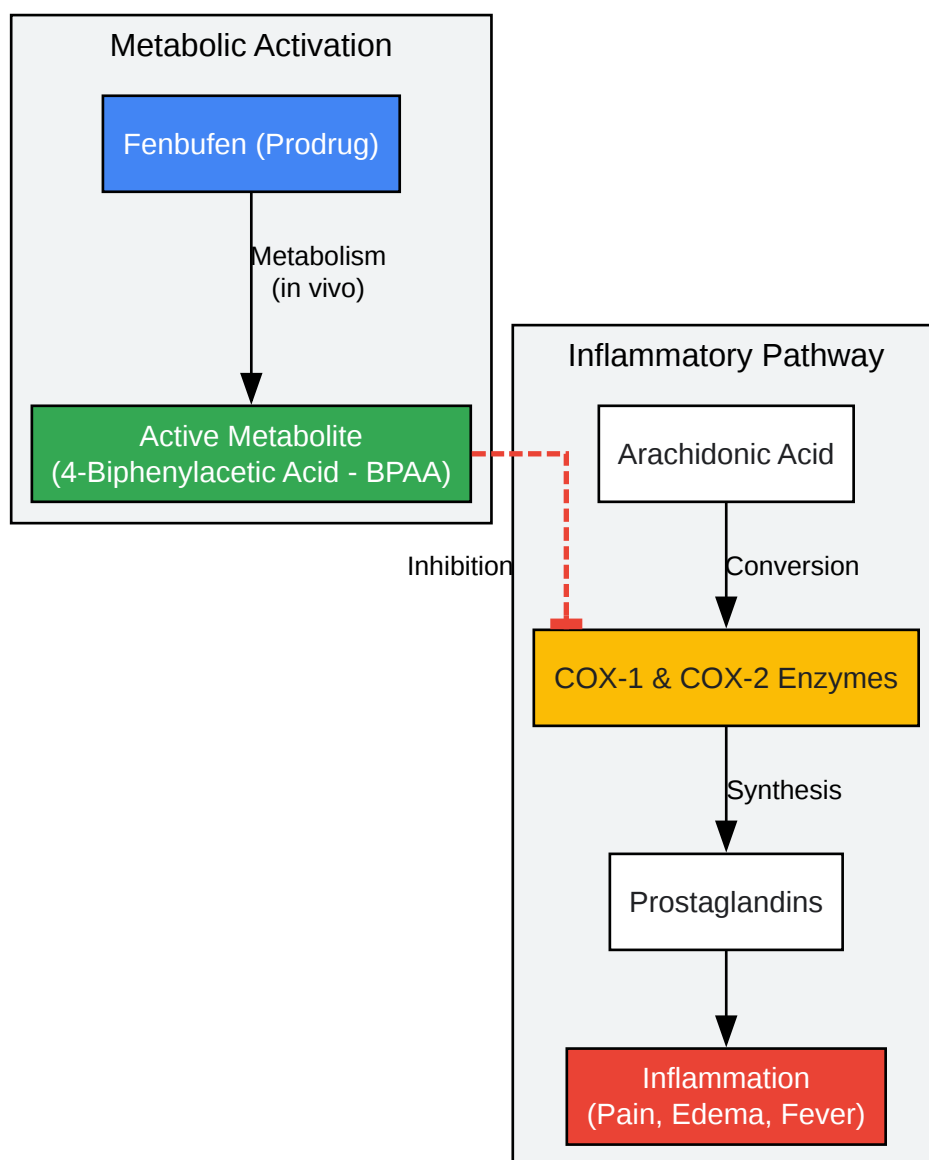 Metabolic Activation
Fenbufen (Prodrug)
Metabolism
(in vivo)
Active Metabolite
(4-Biphenylacetic Acid - BPAA)
Inhibition
Inflammatory Pathway
Arachidonic Acid
Conversion
COX-1 & COX-2 Enzymes
Synthesis
Prostaglandins
Inflammation
(Pain, Edema, Fever)